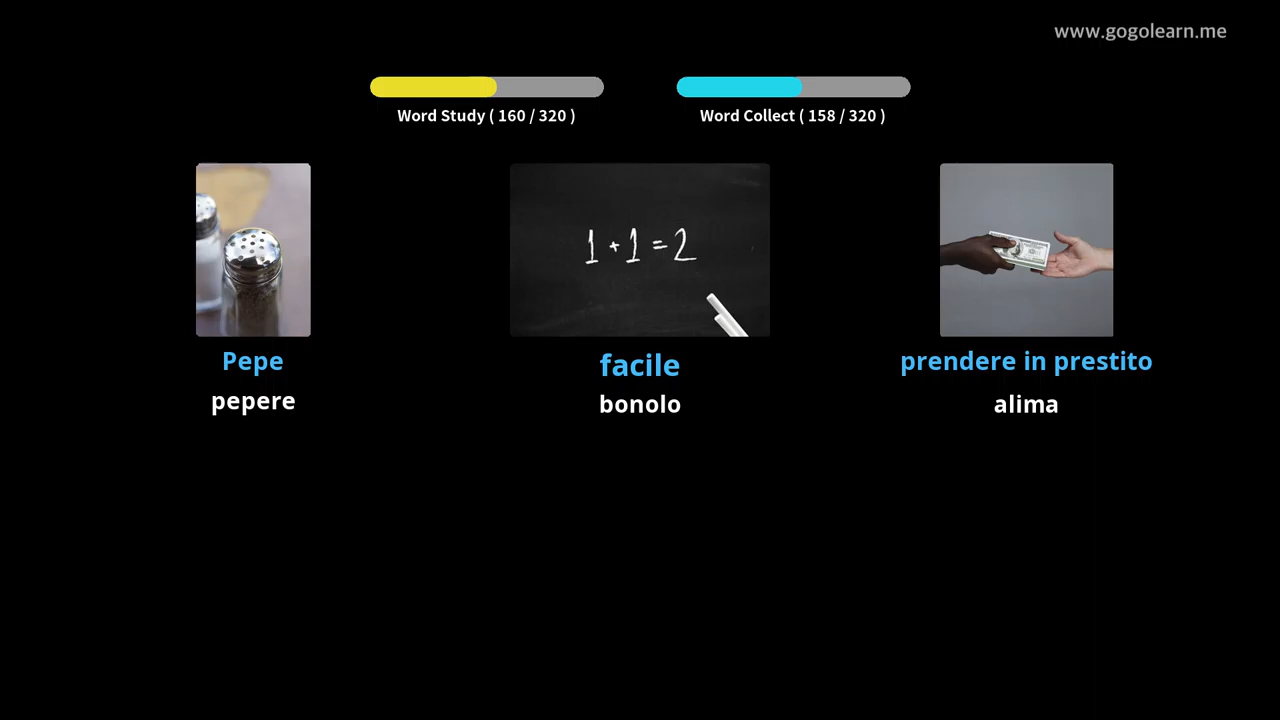 www.gogolearn.me
Word Study ( 160 / 320 )
Word Collect ( 158 / 320 )
1 + 1 = 2
Pepe
pepere
facile
bonolo
prendere in prestito
alima